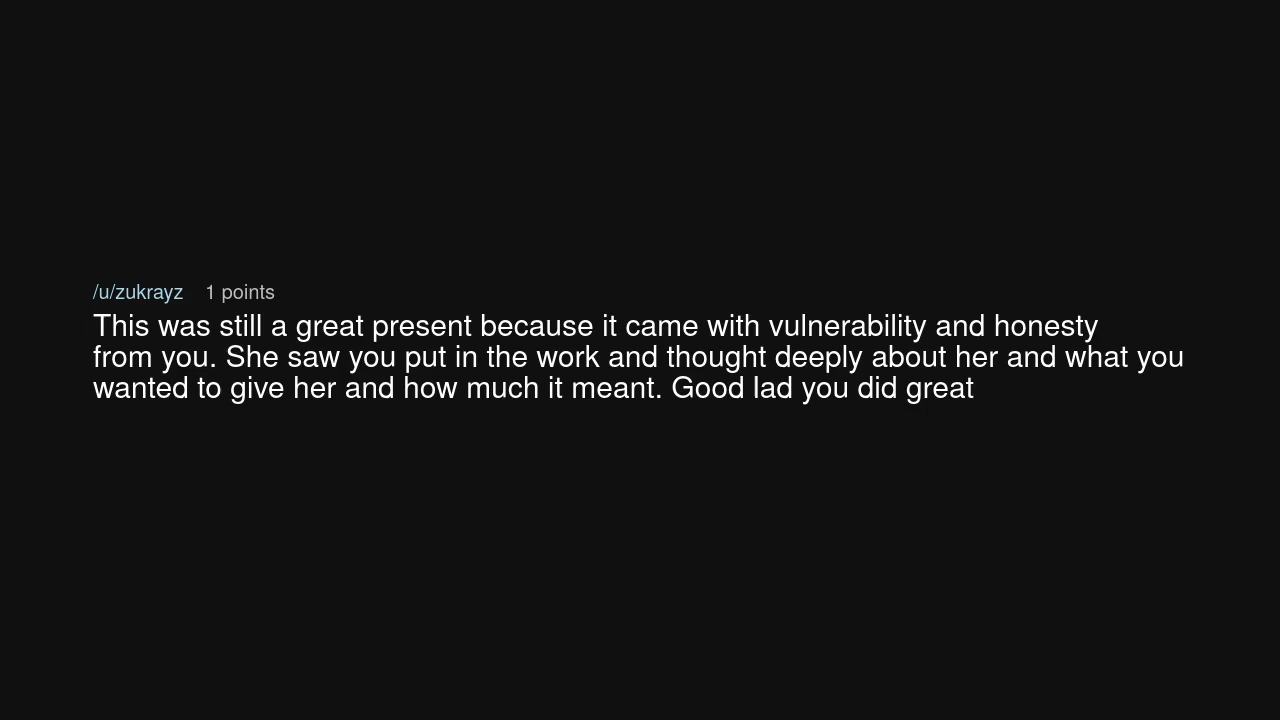 /u/zukrayz 1 points
This was still a great present because it came with vulnerability and honesty
from you. She saw you put in the work and thought deeply about her and what you
wanted to give her and how much it meant. Good lad you did great